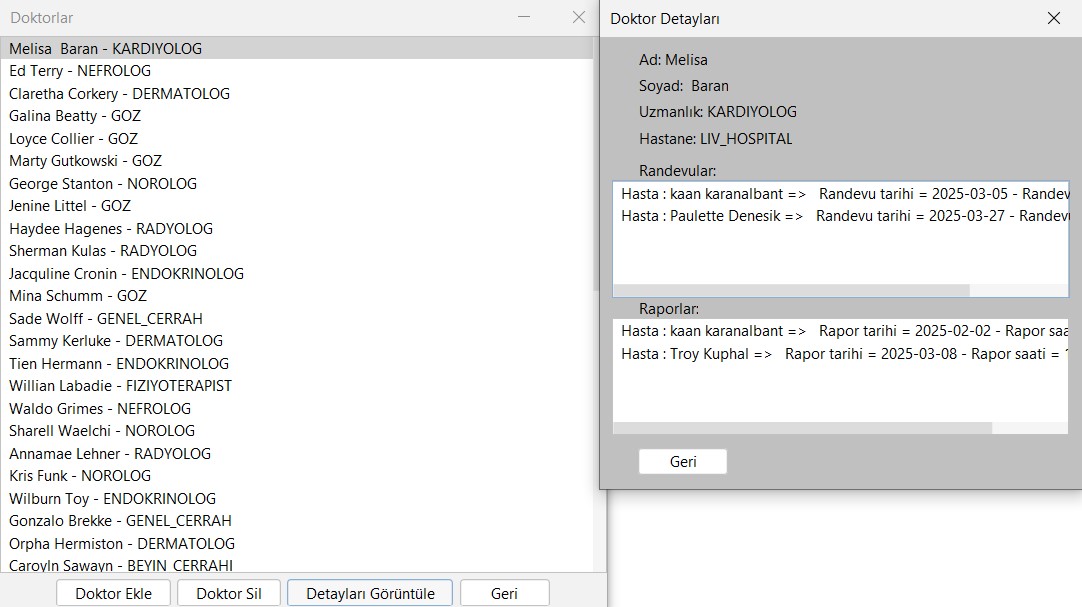 Doktorlar
Melisa  Baran - KARDIYOLOG
Ed Terry - NEFROLOG
Claretha Corkery - DERMATOLOG
Galina Beatty - GOZ
Loyce Collier - GOZ
Marty Gutkowski - GOZ
George Stanton - NOROLOG
Jenine Littel - GOZ
Haydee Hagenes - RADYOLOG
Sherman Kulas - RADYOLOG
Jacquline Cronin - ENDOKRINOLOG
Mina Schumm - GOZ
Sade Wolff - GENEL_CERRAH
Sammy Kerluke - DERMATOLOG
Tien Hermann - ENDOKRINOLOG
Willian Labadie - FIZIYOTERAPIST
Waldo Grimes - NEFROLOG
Sharell Waelchi - NOROLOG
Annamae Lehner - RADYOLOG
Kris Funk - NOROLOG
Wilburn Toy - ENDOKRINOLOG
Gonzalo Brekke - GENEL_CERRAH
Orpha Hermiston - DERMATOLOG
Caroyln Sawayn - BEYIN_CERRAHI
Doktor Ekle
Doktor Sil
Detayları Görüntüle
Geri
Doktor Detayları
Ad: Melisa
Soyad:  Baran
Uzmanlık: KARDIYOLOG
Hastane: LIV_HOSPITAL
Randevular:
Hasta : kaan karanalbant =>   Randevu tarihi = 2025-03-05 - Randev
Hasta : Paulette Denesik =>   Randevu tarihi = 2025-03-27 - Randev
Raporlar:
Hasta : kaan karanalbant =>   Rapor tarihi = 2025-02-02 - Rapor saa
Hasta : Troy Kuphal =>   Rapor tarihi = 2025-03-08 - Rapor saati =
Geri